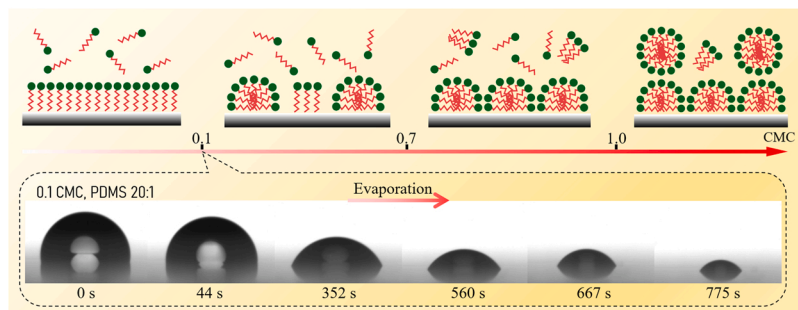 0.1
0.7
1.0
CMC
0.1 CMC, PDMS 20:1
Evaporation
0 s
44 s
352 s
560 s
667 s
775 s